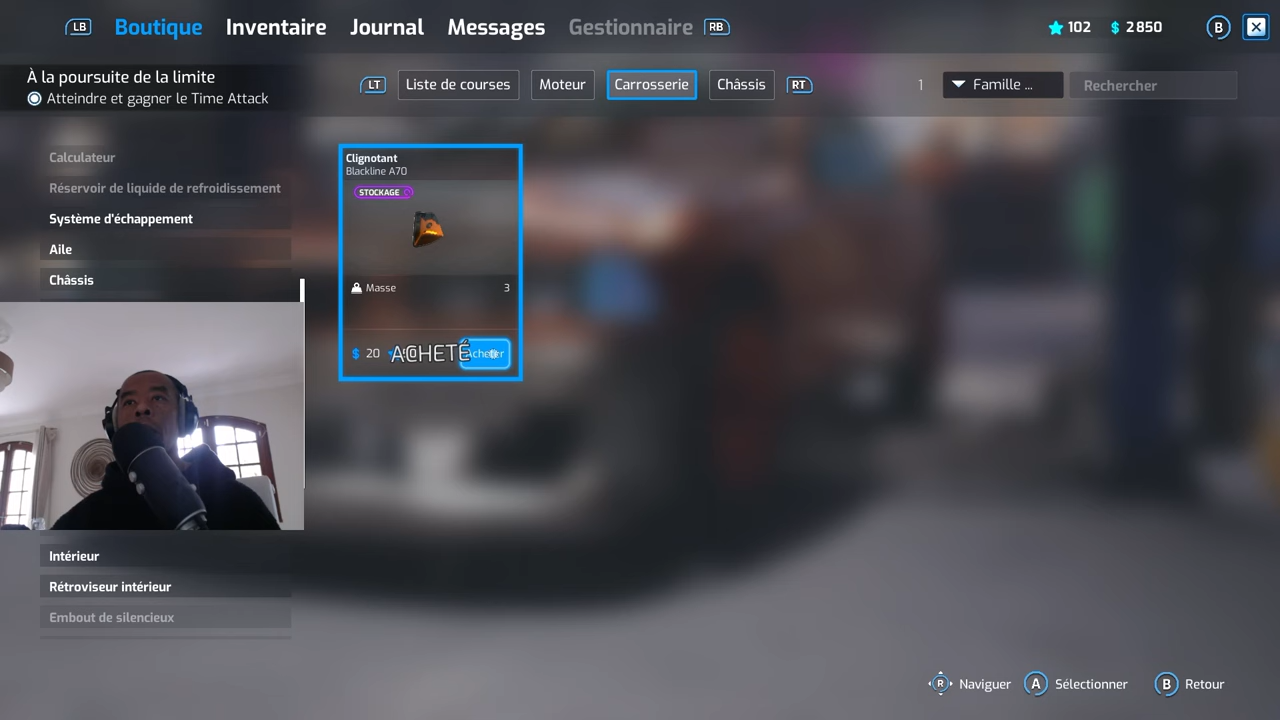 LB Boutique Inventaire Journal Messages Gestionnaire RB 102 $ 2 850 B
À la poursuite de la limite
Atteindre et gagner le Time Attack
LT Liste de courses Moteur Carrosserie Châssis RT 1 Famille ... Rechercher
Calculateur
Réservoir de liquide de refroidissement
Système d'échappement
Aile
Châssis
Intérieur
Rétroviseur intérieur
Embout de silencieux
Clignotant
Blackline A70
STOCKAGE
Masse 3
$ 20 ACHETÉ Acheter
R Naviguer A Sélectionner B Retour